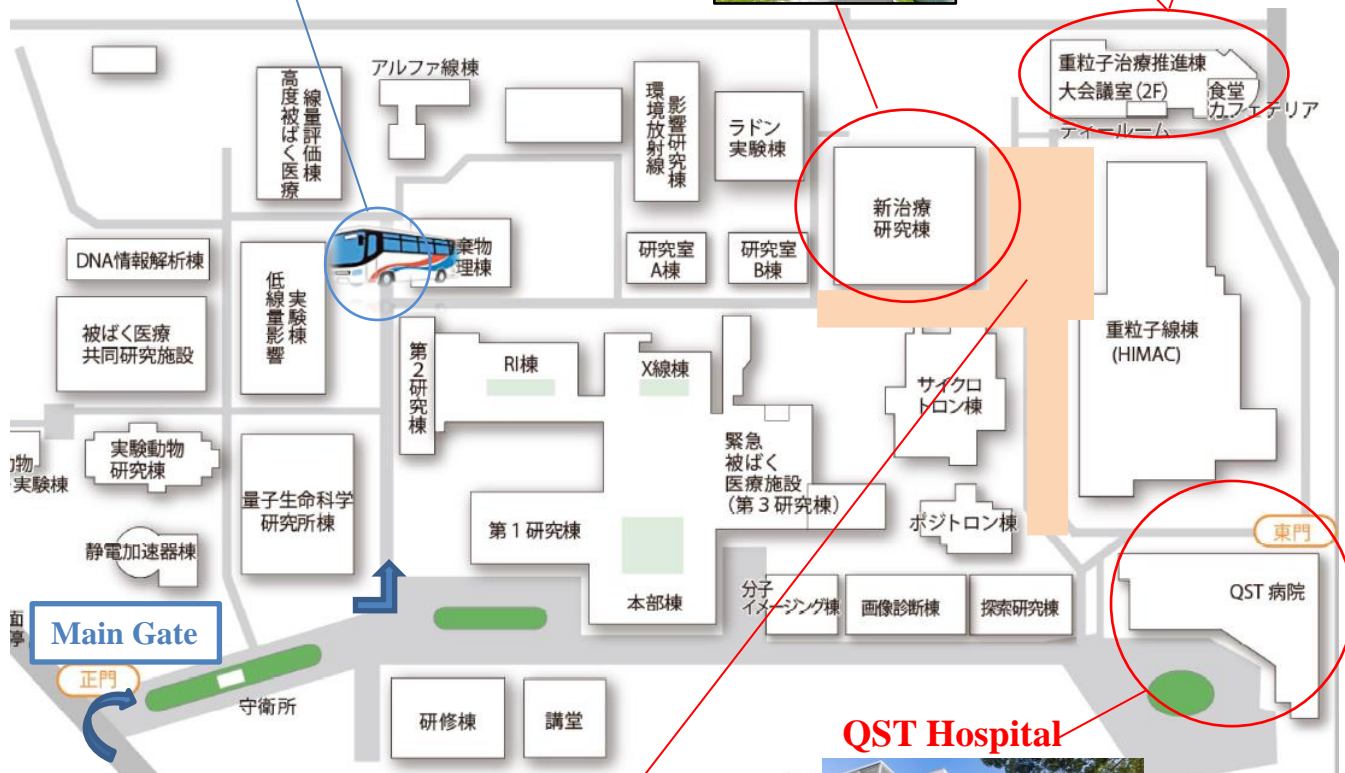 アルファ線棟
線量評価棟
高度被ばく医療
影響研究棟
環境放射線
ラドン
実験棟
新治療
研究棟
重粒子治療推進棟
大会議室(2F)
食堂
カフェテリア
ティールーム
DNA情報解析棟
被ばく医療
共同研究施設
実験棟
低線量影響
棄物
理棟
研究室
A棟
研究室
B棟
重粒子線棟
(HIMAC)
第2研究棟
RI棟
X線棟
サイクロ
トロン棟
緊急
被ばく
医療施設
(第3研究棟)
実験動物
研究棟
物
実験棟
量子生命科学
研究所棟
静電加速器棟
第1研究棟
本部棟
ポジトロン棟
東門
分子
イメージング棟
画像診断棟
探索研究棟
QST 病院
面
停
Main Gate
正門
守衛所
研修棟
講堂
QST Hospital